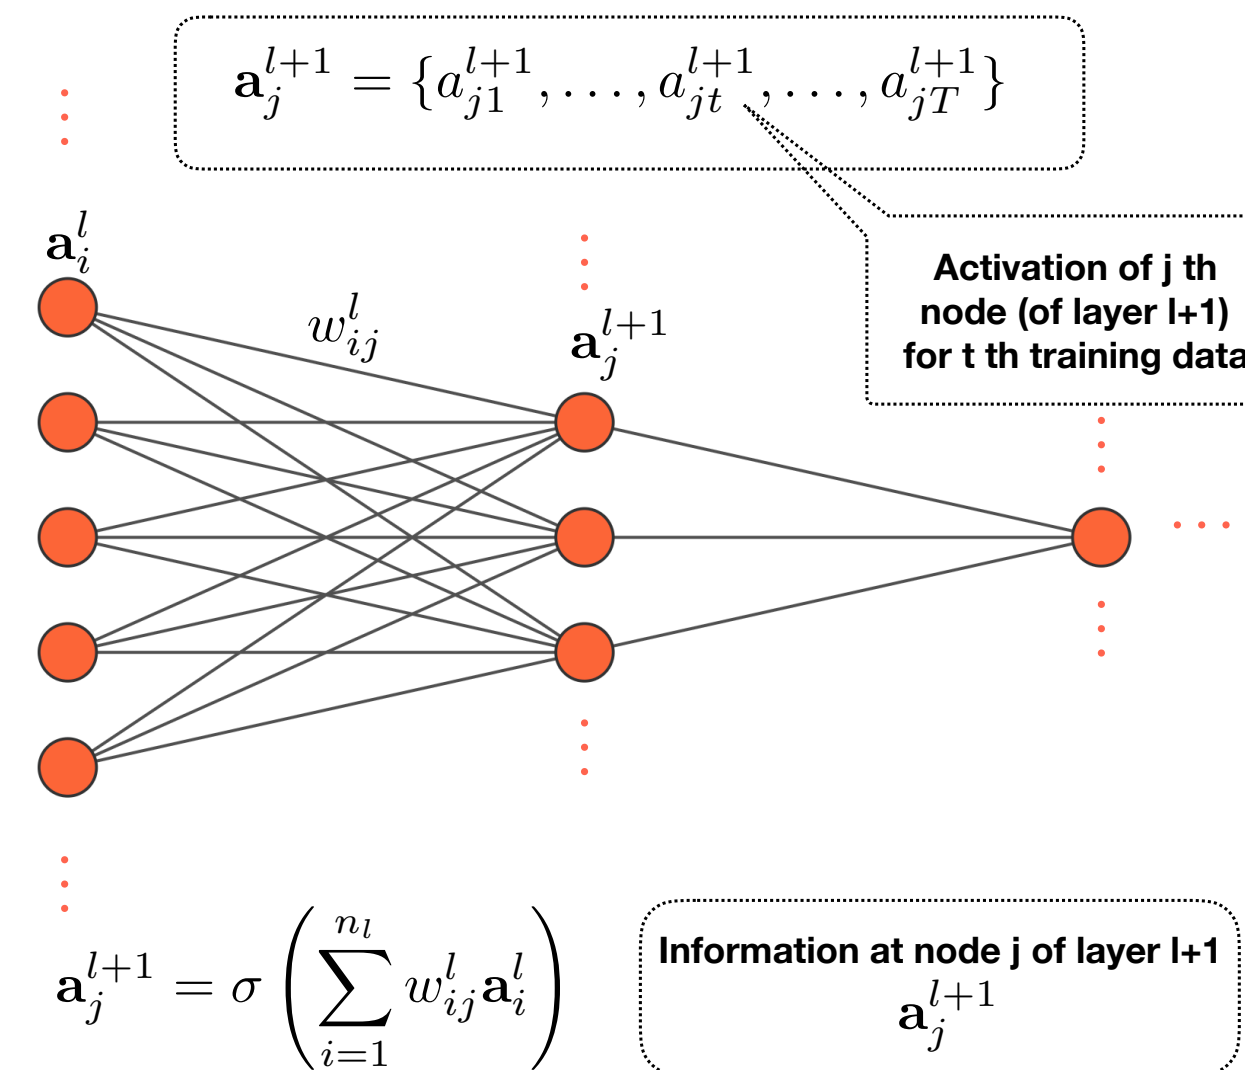 𝐚_j^{l+1} = {a_{j1}^{l+1}, . . . , a_{jt}^{l+1}, . . . , a_{jT}^{l+1}}
𝐚_i^l
w_{ij}^l
𝐚_j^{l+1}
Activation of j th
node (of layer l+1)
for t th training data
𝐚_j^{l+1} = σ ( ∑_{i=1}^{n_l} w_{ij}^l 𝐚_i^l )
Information at node j of layer l+1
𝐚_j^{l+1}